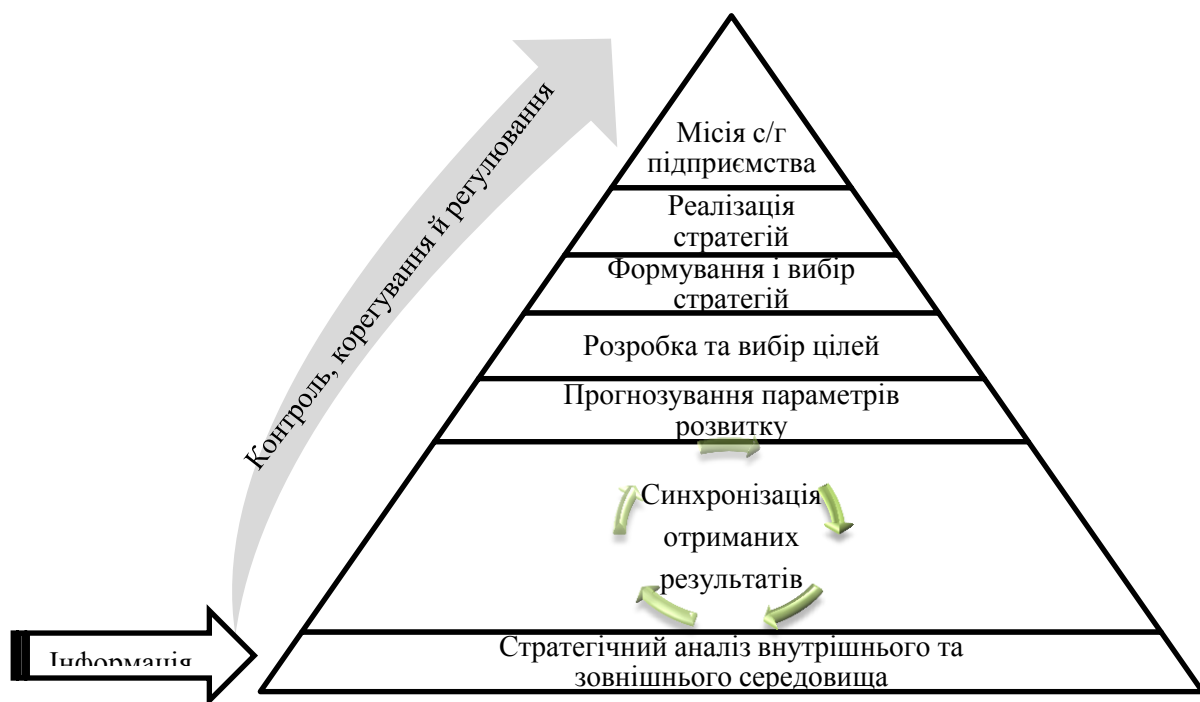 Контроль, корегування й регулювання
Місія с/г
підприємства
Реалізація
стратегій
Формування і вибір
стратегій
Розробка та вибір цілей
Прогнозування параметрів
розвитку
Синхронізація
отриманих
результатів
Стратегічний аналіз внутрішнього та
зовнішнього середовища
Інформація